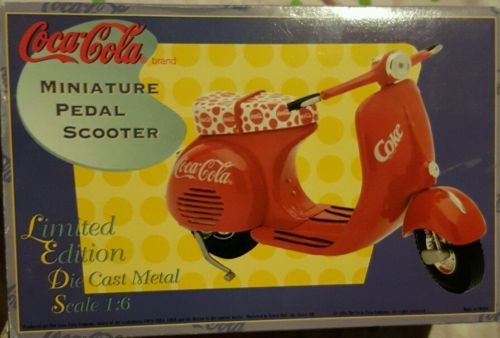 Coca-Cola
brand
MINIATURE
PEDAL
SCOOTER
Coca-Cola
Coke
Limited
Edition
Die Cast Metal
Scale 1:6